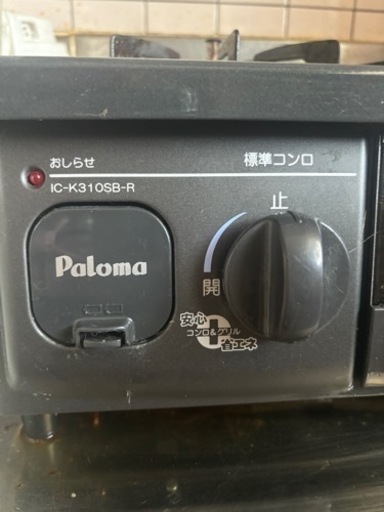 おしらせ
標準コンロ
IC-K310SB-R
止
Paloma
開
安心
コンロ&グリル
省エネ